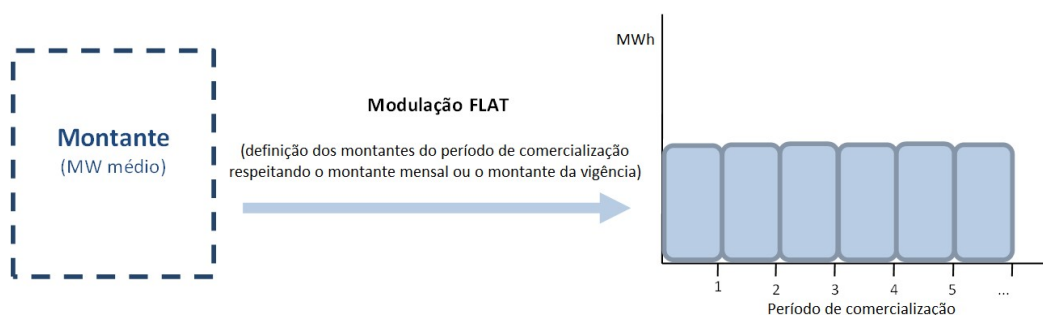 Montante
(MW médio)
Modulação FLAT
(definição dos montantes do período de comercialização
respeitando o montante mensal ou o montante da vigência)
MWh
1 2 3 4 5 ...
Período de comercialização